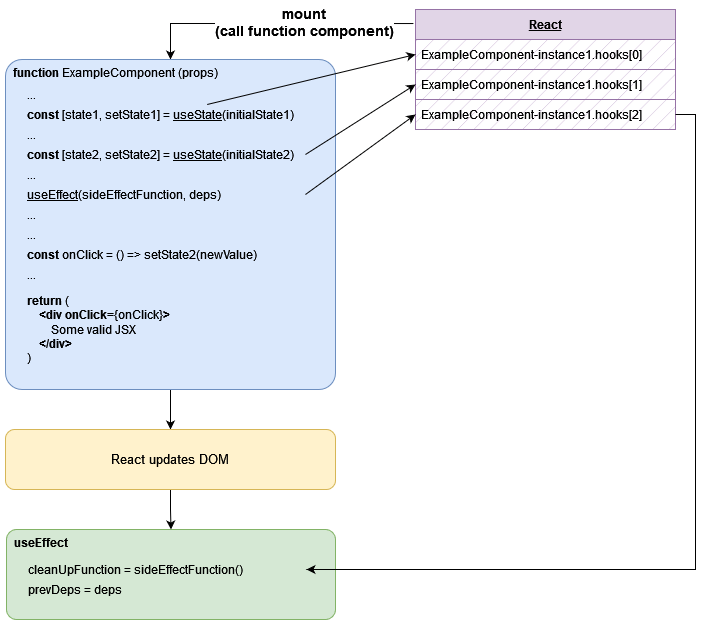 mount
(call function component)
React
ExampleComponent-instance1.hooks[0]
ExampleComponent-instance1.hooks[1]
ExampleComponent-instance1.hooks[2]
function ExampleComponent (props)
...
const [state1, setState1] = useState(initialState1)
...
const [state2, setState2] = useState(initialState2)
...
useEffect(sideEffectFunction, deps)
...
...
const onClick = () => setState2(newValue)
...
return (
<div onClick={onClick}>
Some valid JSX
</div>
)
React updates DOM
useEffect
cleanUpFunction = sideEffectFunction()
prevDeps = deps